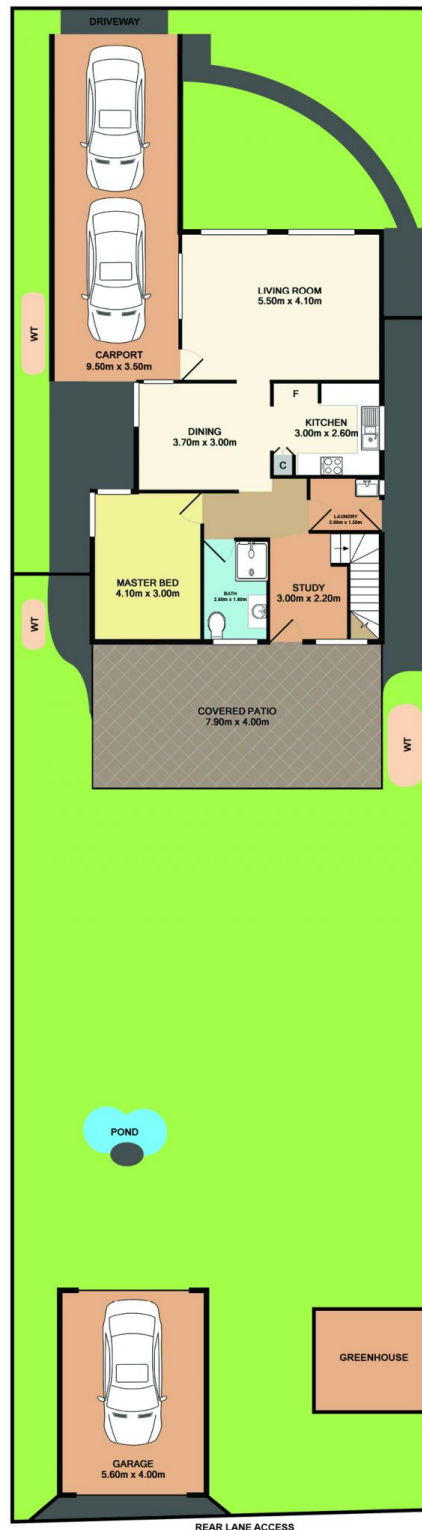 DRIVEWAY
LIVING ROOM
5.50m x 4.10m
WT
CARPORT
9.50m x 3.50m
F
KITCHEN
3.00m x 2.60m
DINING
3.70m x 3.00m
C
LAUNDRY
MASTER BED
4.10m x 3.00m
BATH
STUDY
3.00m x 2.20m
WT
COVERED PATIO
7.90m x 4.00m
WT
POND
GREENHOUSE
GARAGE
5.60m x 4.00m
REAR LANE ACCESS